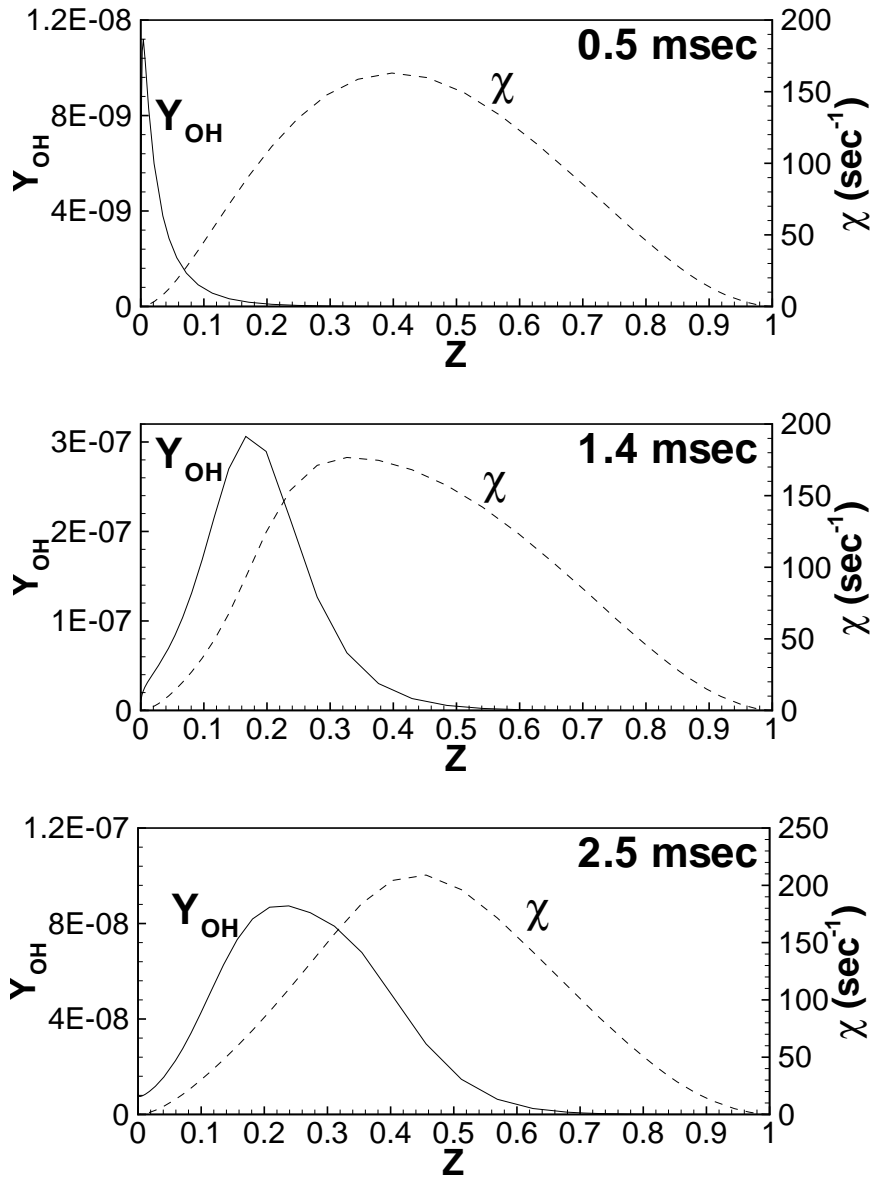 0.5 msec
1.2E-08
8E-09
4E-09
0
Y_OH
Y_OH
χ
200
150
100
50
0
χ (sec⁻¹)
0 0.1 0.2 0.3 0.4 0.5 0.6 0.7 0.8 0.9 1
Z
1.4 msec
3E-07
2E-07
1E-07
0
Y_OH
Y_OH
χ
200
150
100
50
0
χ (sec⁻¹)
0 0.1 0.2 0.3 0.4 0.5 0.6 0.7 0.8 0.9 1
Z
2.5 msec
1.2E-07
8E-08
4E-08
0
Y_OH
Y_OH
χ
250
200
150
100
50
0
χ (sec⁻¹)
0 0.1 0.2 0.3 0.4 0.5 0.6 0.7 0.8 0.9 1
Z